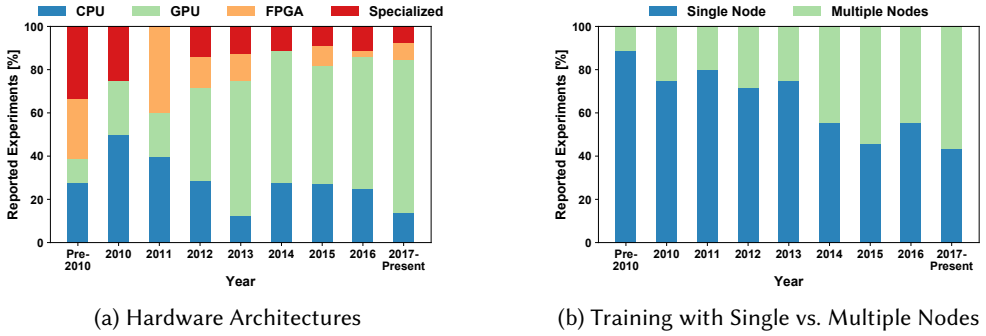 CPU GPU FPGA Specialized
100
80
60
40
20
0
Reported Experiments [%]
Pre-2010 2010 2011 2012 2013 2014 2015 2016 2017-Present
Year
(a) Hardware Architectures
Single Node Multiple Nodes
100
80
60
40
20
0
Reported Experiments [%]
Pre-2010 2010 2011 2012 2013 2014 2015 2016 2017-Present
Year
(b) Training with Single vs. Multiple Nodes